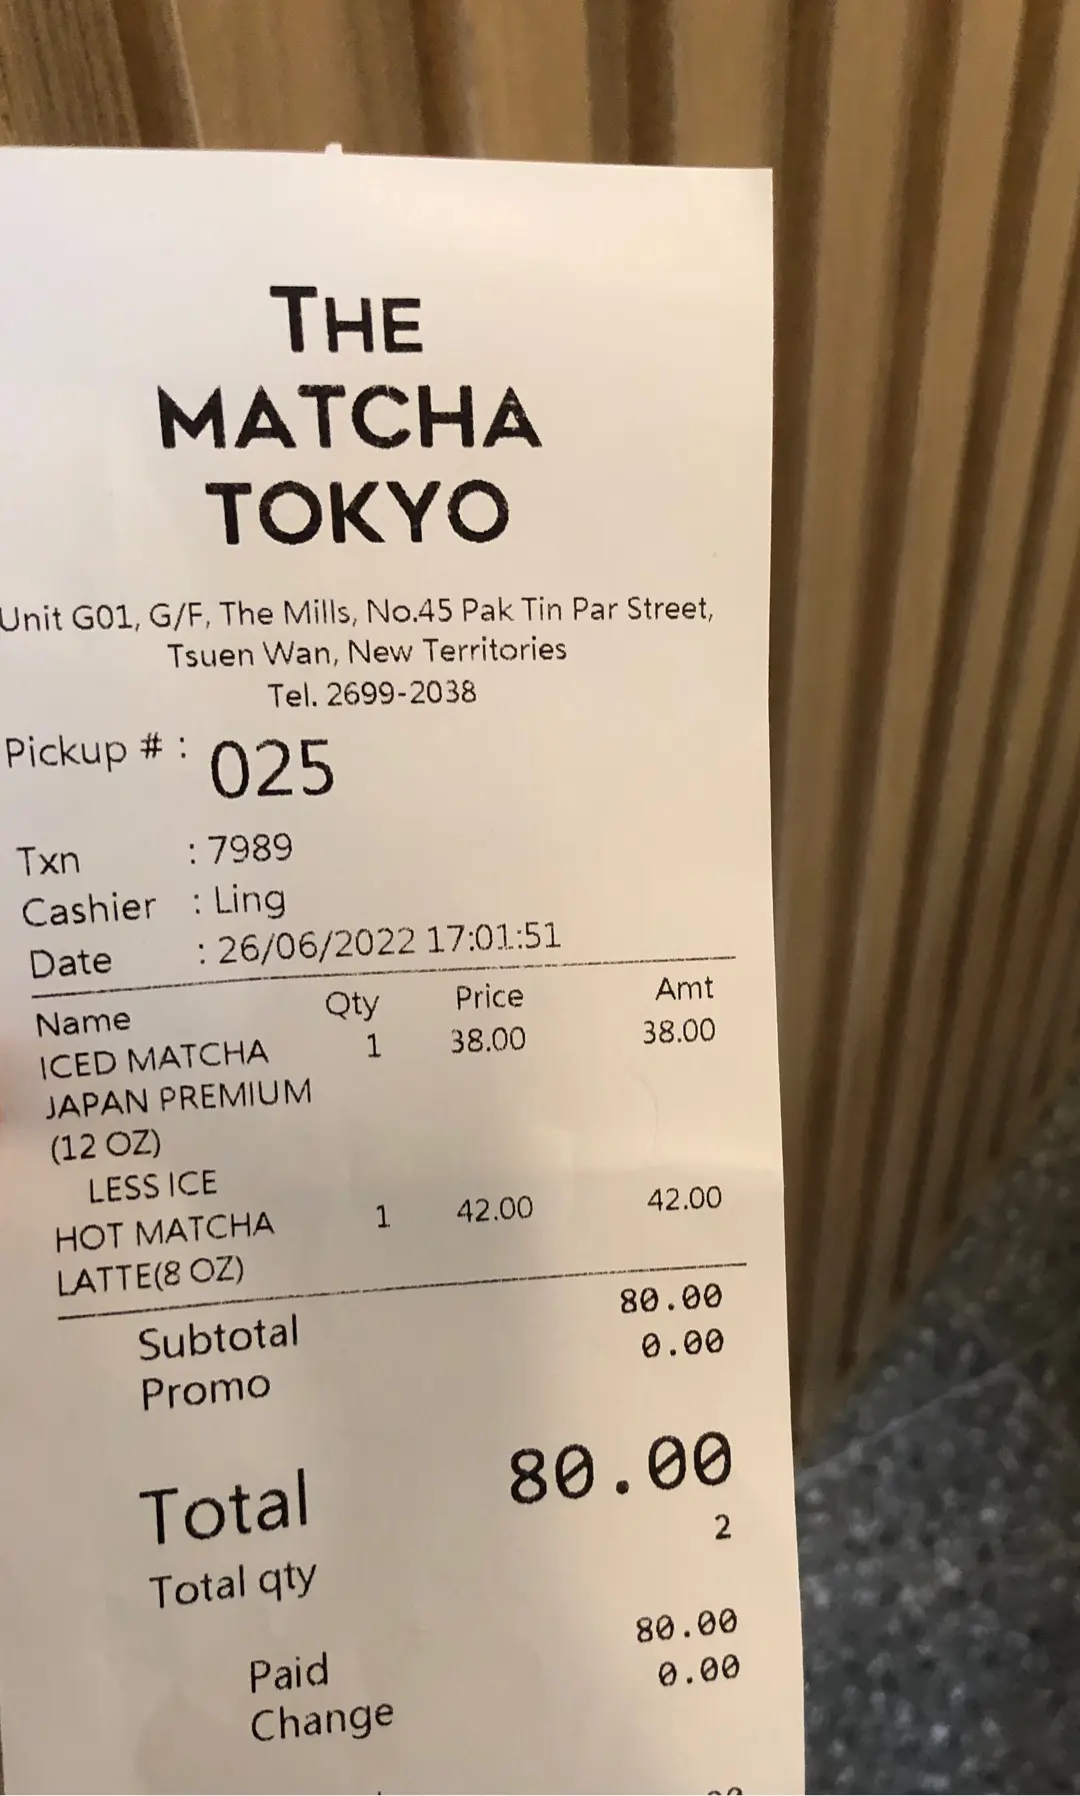 THE
MATCHA
TOKYO
Unit G01, G/F, The Mills, No.45 Pak Tin Par Street,
Tsuen Wan, New Territories
Tel. 2699-2038
Pickup # : 025
Txn : 7989
Cashier : Ling
Date : 26/06/2022 17:01:51
Name Qty Price Amt
ICED MATCHA 1 38.00 38.00
JAPAN PREMIUM
(12 OZ)
LESS ICE
HOT MATCHA 1 42.00 42.00
LATTE(8 OZ)
Subtotal 80.00
Promo 0.00
Total 80.00
Total qty 2
Paid 80.00
Change 0.00